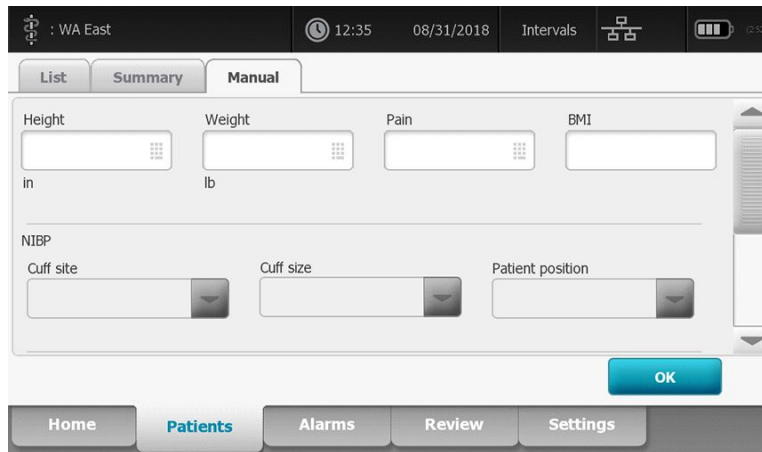 : WA East 12:35 08/31/2018 Intervals
List Summary Manual
Height Weight Pain BMI
in lb
NIBP
Cuff site Cuff size Patient position
OK
Home Patients Alarms Review Settings